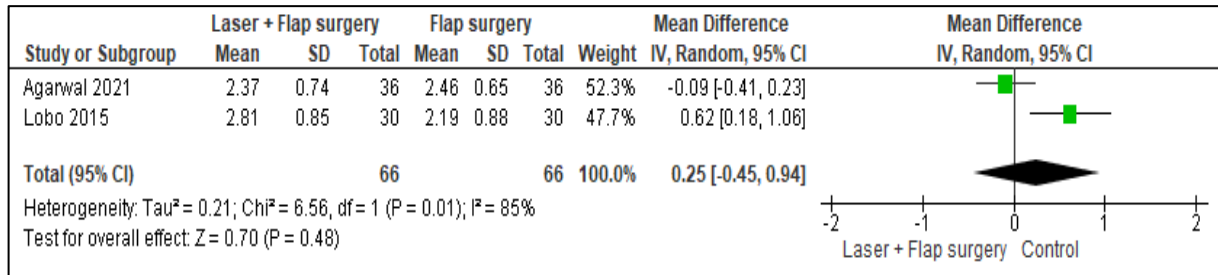 Laser + Flap surgery Flap surgery Mean Difference Mean Difference
Study or Subgroup Mean SD Total Mean SD Total Weight IV, Random, 95% CI IV, Random, 95% CI
Agarwal 2021 2.37 0.74 36 2.46 0.65 36 52.3% -0.09 [-0.41, 0.23]
Lobo 2015 2.81 0.85 30 2.19 0.88 30 47.7% 0.62 [0.18, 1.06]
Total (95% CI) 66 66 100.0% 0.25 [-0.45, 0.94]
Heterogeneity: Tau² = 0.21; Chi² = 6.56, df = 1 (P = 0.01); I² = 85%
Test for overall effect: Z = 0.70 (P = 0.48)
-2 -1 0 1 2
Laser + Flap surgery Control